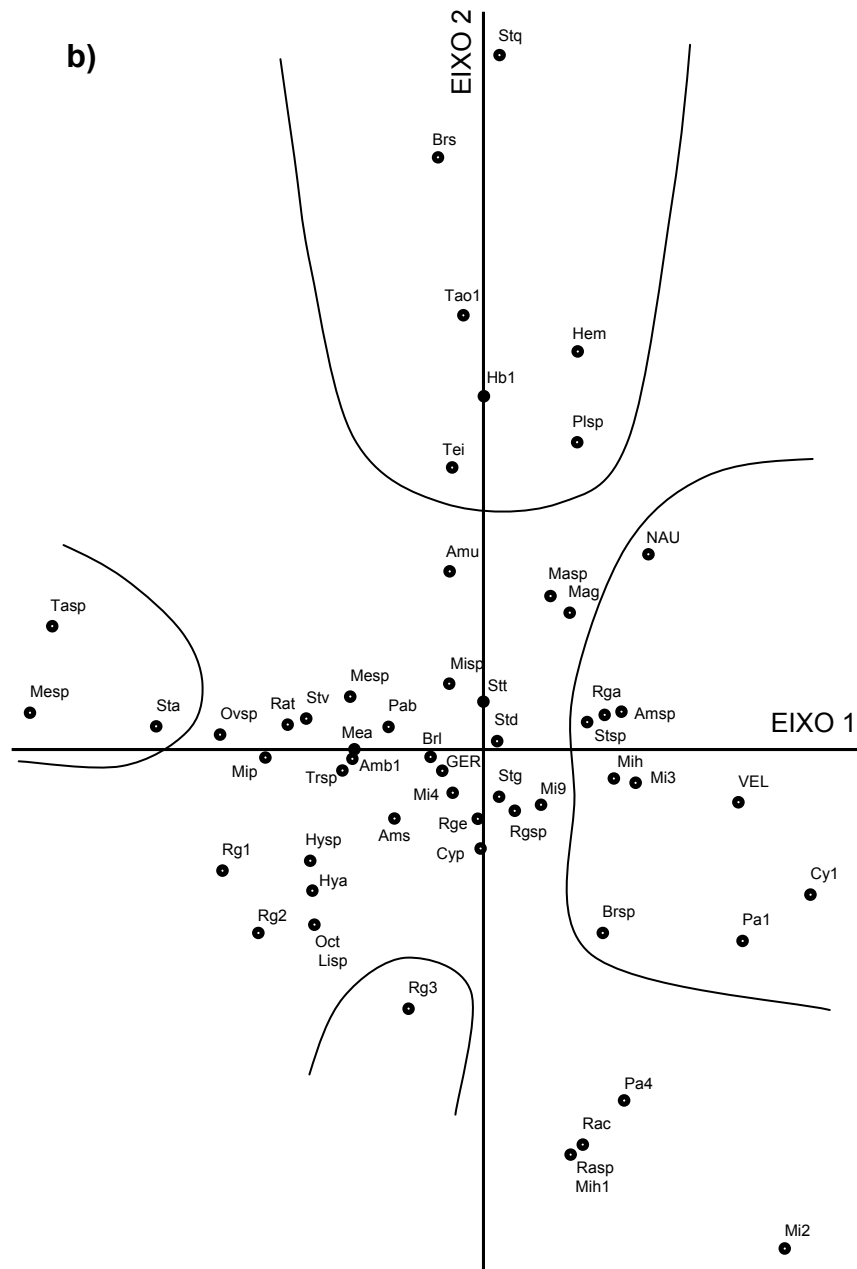 b)
EIXO 2
Stq
Brs
Tao1
Hem
Hb1
Plsp
Tei
NAU
Amu
Masp
Mag
Tasp
Misp
Mesp
Mesp
Sta
Ovsp
Rat
Stv
Pab
Stt
Std
Rga
Amsp
Stsp
EIXO 1
Mea
Brl
Mip
Trsp
Amb1
GER
Mih
Mi3
Mi4
Stg
Mi9
VEL
Ams
Rge
Rgsp
Cyp
Rg1
Hysp
Hya
Cy1
Rg2
Oct
Lisp
Brsp
Pa1
Rg3
Pa4
Rac
Rasp
Mih1
Mi2